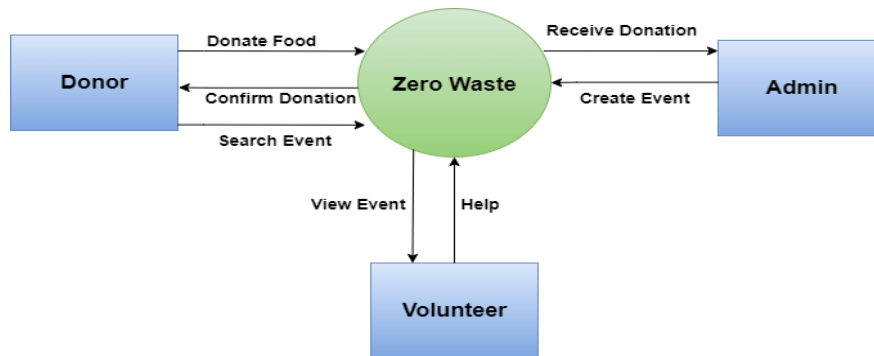 Donate Food
Receive Donation
Donor
Zero Waste
Admin
Confirm Donation
Create Event
Search Event
View Event
Help
Volunteer